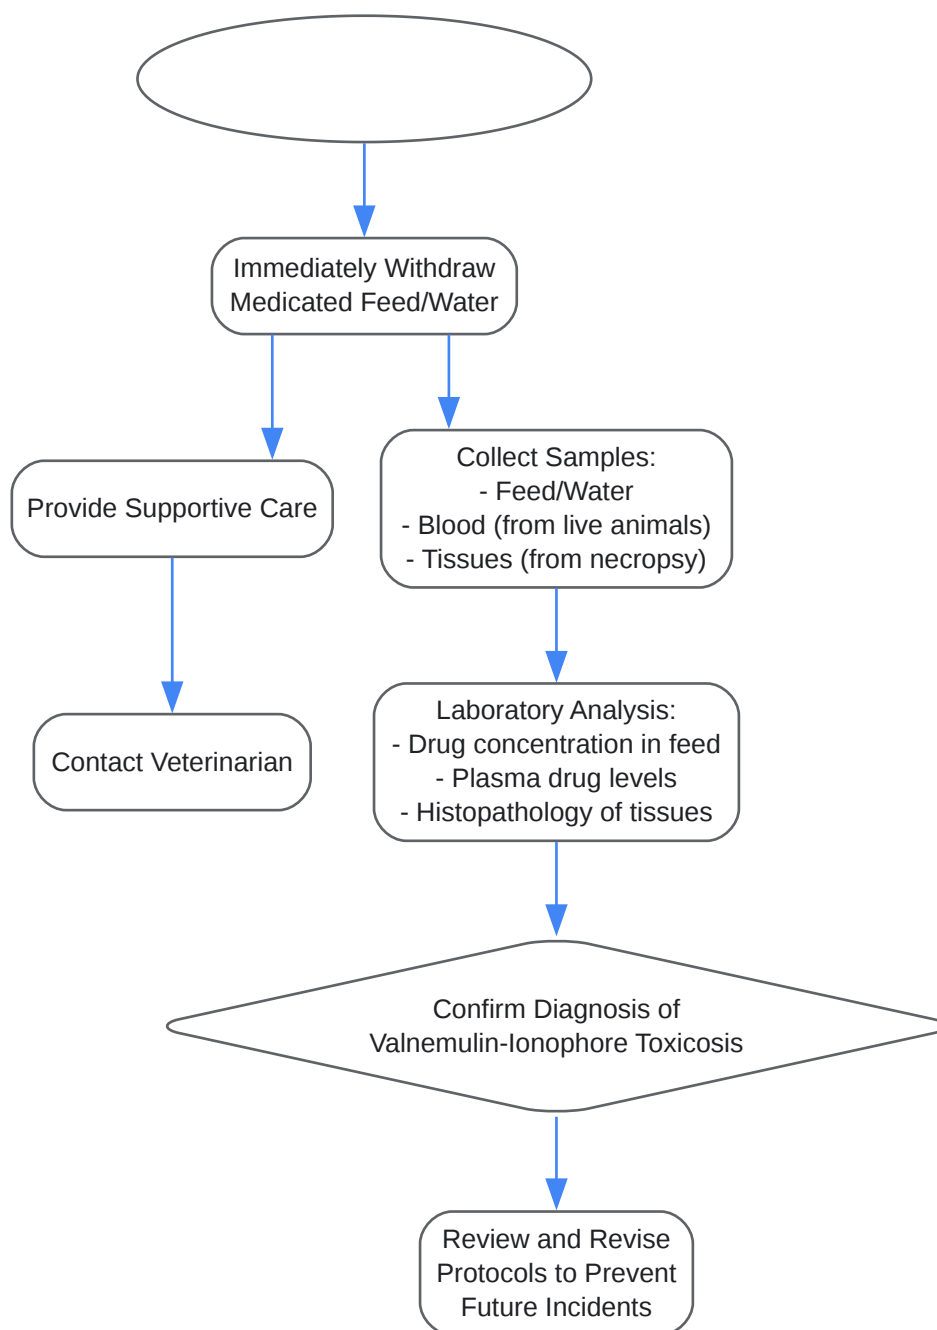 Immediately Withdraw
Medicated Feed/Water
Provide Supportive Care
Collect Samples:
- Feed/Water
- Blood (from live animals)
- Tissues (from necropsy)
Contact Veterinarian
Laboratory Analysis:
- Drug concentration in feed
- Plasma drug levels
- Histopathology of tissues
Confirm Diagnosis of
Valnemulin-Ionophore Toxicosis
Review and Revise
Protocols to Prevent
Future Incidents